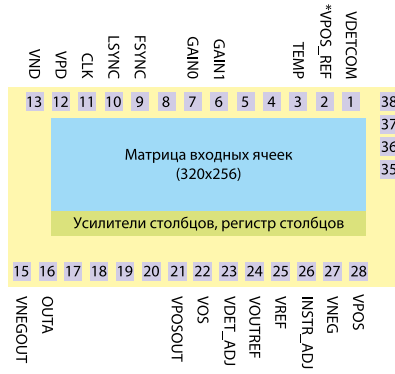 VND
VPD
CLK
LSYNC
FSYNC
GAIN0
GAIN1
TEMP
*VPOS_REF
VDETCOM
13 12 11 10 9 8 7 6 5 4 3 2 1
38
37
36
35
Матрица входных ячеек
(320x256)
Усилители столбцов, регистр столбцов
15 16 17 18 19 20 21 22 23 24 25 26 27 28
VNEGOUT
OUTA
VPOSOUT
VOS
VDET_ADJ
VOUTREF
VREF
INSTR_ADJ
VNEG
VPOS